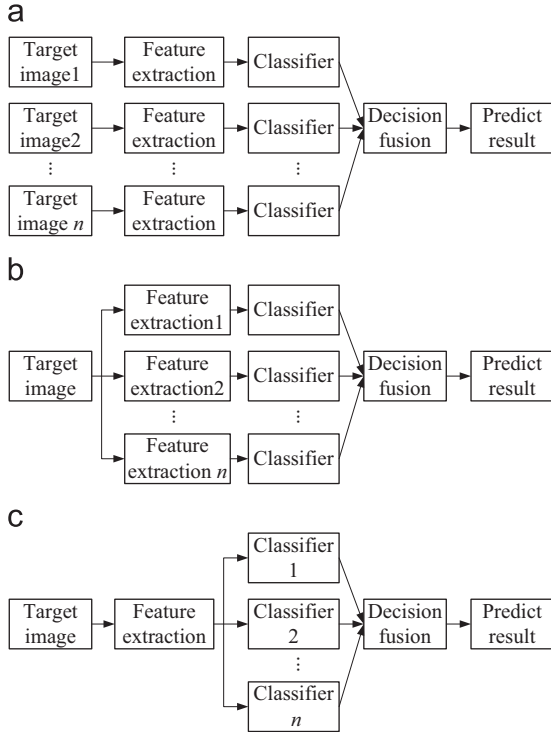 a
Target
image1
Feature
extraction
Classifier
Target
image2
Feature
extraction
Classifier
Decision
fusion
Predict
result
...
...
...
Target
image n
Feature
extraction
Classifier
b
Feature
extraction1
Classifier
Target
image
Feature
extraction2
Classifier
Decision
fusion
Predict
result
...
...
Feature
extraction n
Classifier
c
Classifier
1
Target
image
Feature
extraction
Classifier
2
Decision
fusion
Predict
result
...
Classifier
n